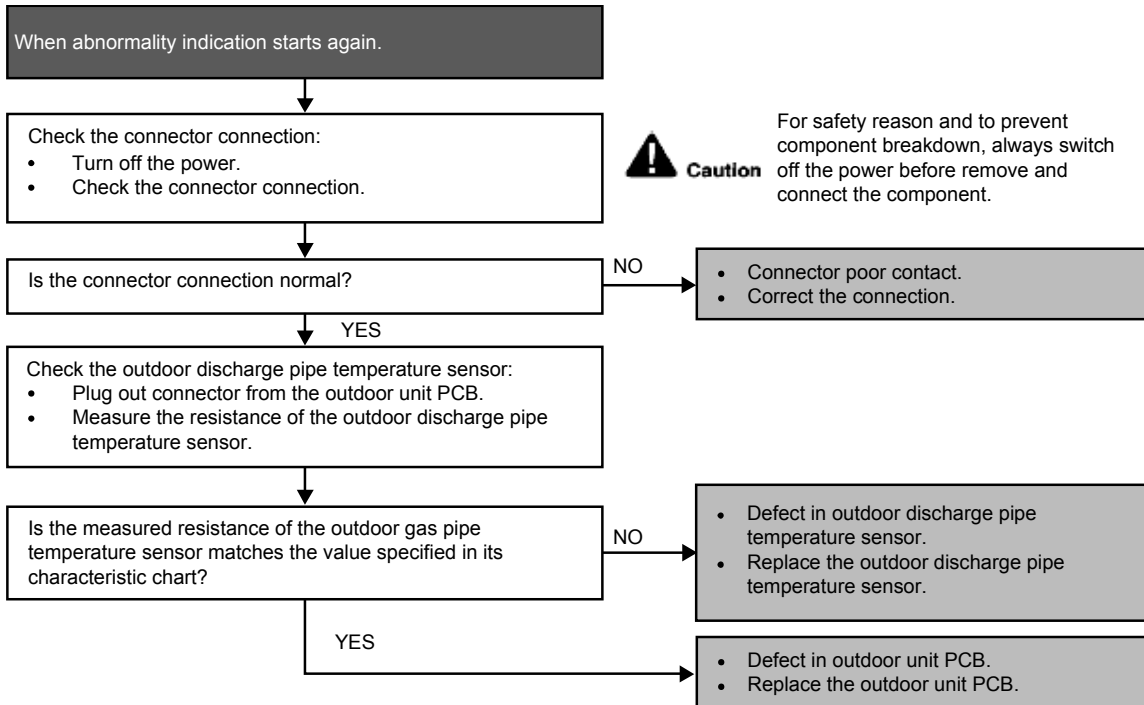 When abnormality indication starts again.
Check the connector connection:
• Turn off the power.
• Check the connector connection.
For safety reason and to prevent
component breakdown, always switch
Caution off the power before remove and
connect the component.
Is the connector connection normal?
NO
• Connector poor contact.
• Correct the connection.
YES
Check the outdoor discharge pipe temperature sensor:
• Plug out connector from the outdoor unit PCB.
• Measure the resistance of the outdoor discharge pipe
temperature sensor.
Is the measured resistance of the outdoor gas pipe
temperature sensor matches the value specified in its
characteristic chart?
NO
• Defect in outdoor discharge pipe
temperature sensor.
• Replace the outdoor discharge pipe
temperature sensor.
YES
• Defect in outdoor unit PCB.
• Replace the outdoor unit PCB.